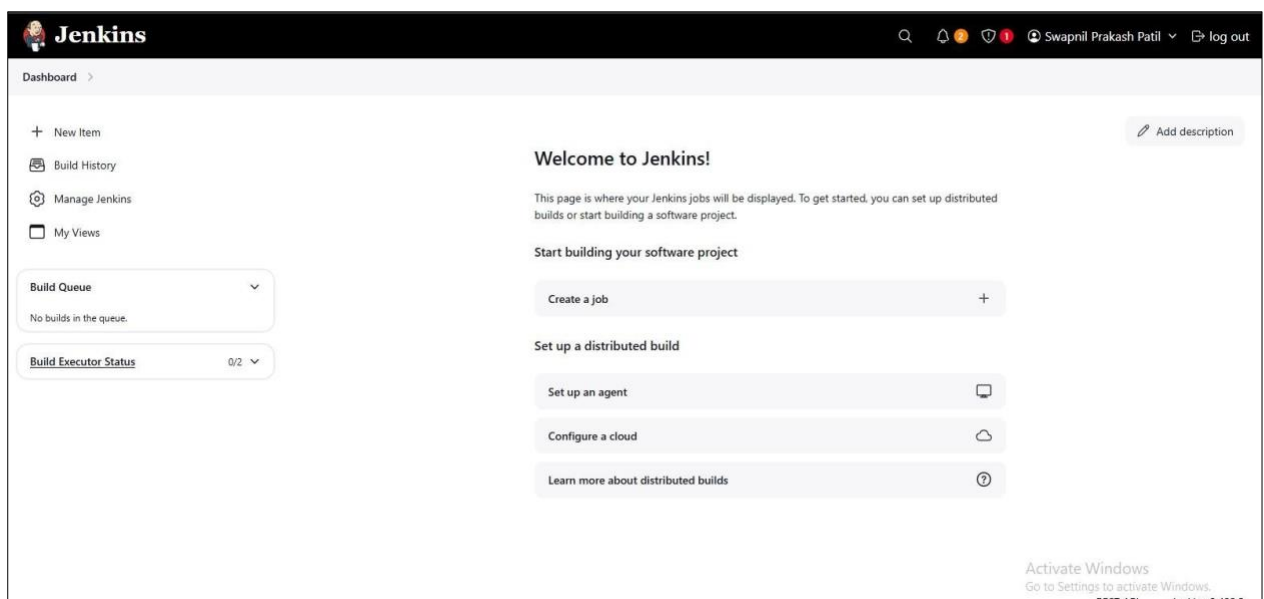 Jenkins
2
1
Swapnil Prakash Patil
log out
Dashboard
New Item
Build History
Manage Jenkins
My Views
Build Queue
No builds in the queue.
Build Executor Status
0/2
Add description
Welcome to Jenkins!
This page is where your Jenkins jobs will be displayed. To get started, you can set up distributed
builds or start building a software project.
Start building your software project
Create a job
Set up a distributed build
Set up an agent
Configure a cloud
Learn more about distributed builds
Activate Windows
Go to Settings to activate Windows.